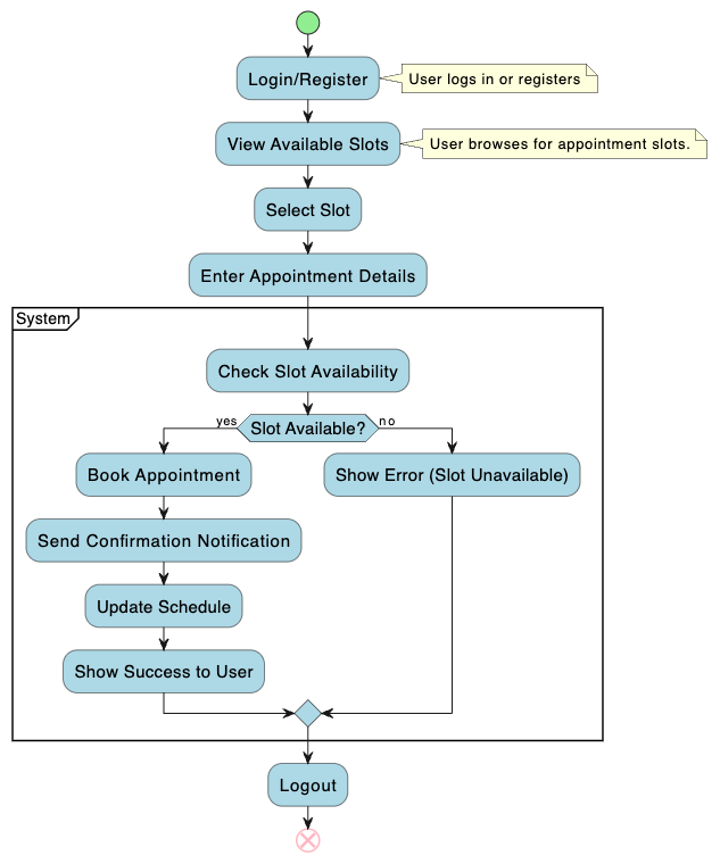 Login/Register
User logs in or registers
View Available Slots
User browses for appointment slots.
Select Slot
Enter Appointment Details
System
Check Slot Availability
yes
Slot Available?
no
Book Appointment
Show Error (Slot Unavailable)
Send Confirmation Notification
Update Schedule
Show Success to User
Logout